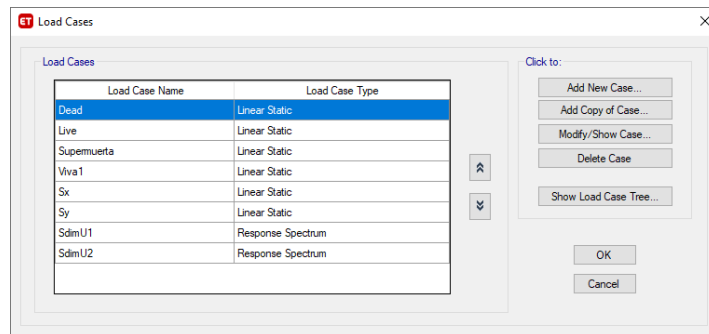 ET Load Cases
Load Cases
Click to:
Load Case Name Load Case Type
Dead Linear Static
Live Linear Static
Supermuerta Linear Static
Viva1 Linear Static
Sx Linear Static
Sy Linear Static
SdimU1 Response Spectrum
SdimU2 Response Spectrum
Add New Case...
Add Copy of Case...
Modify/Show Case...
Delete Case
Show Load Case Tree...
OK
Cancel